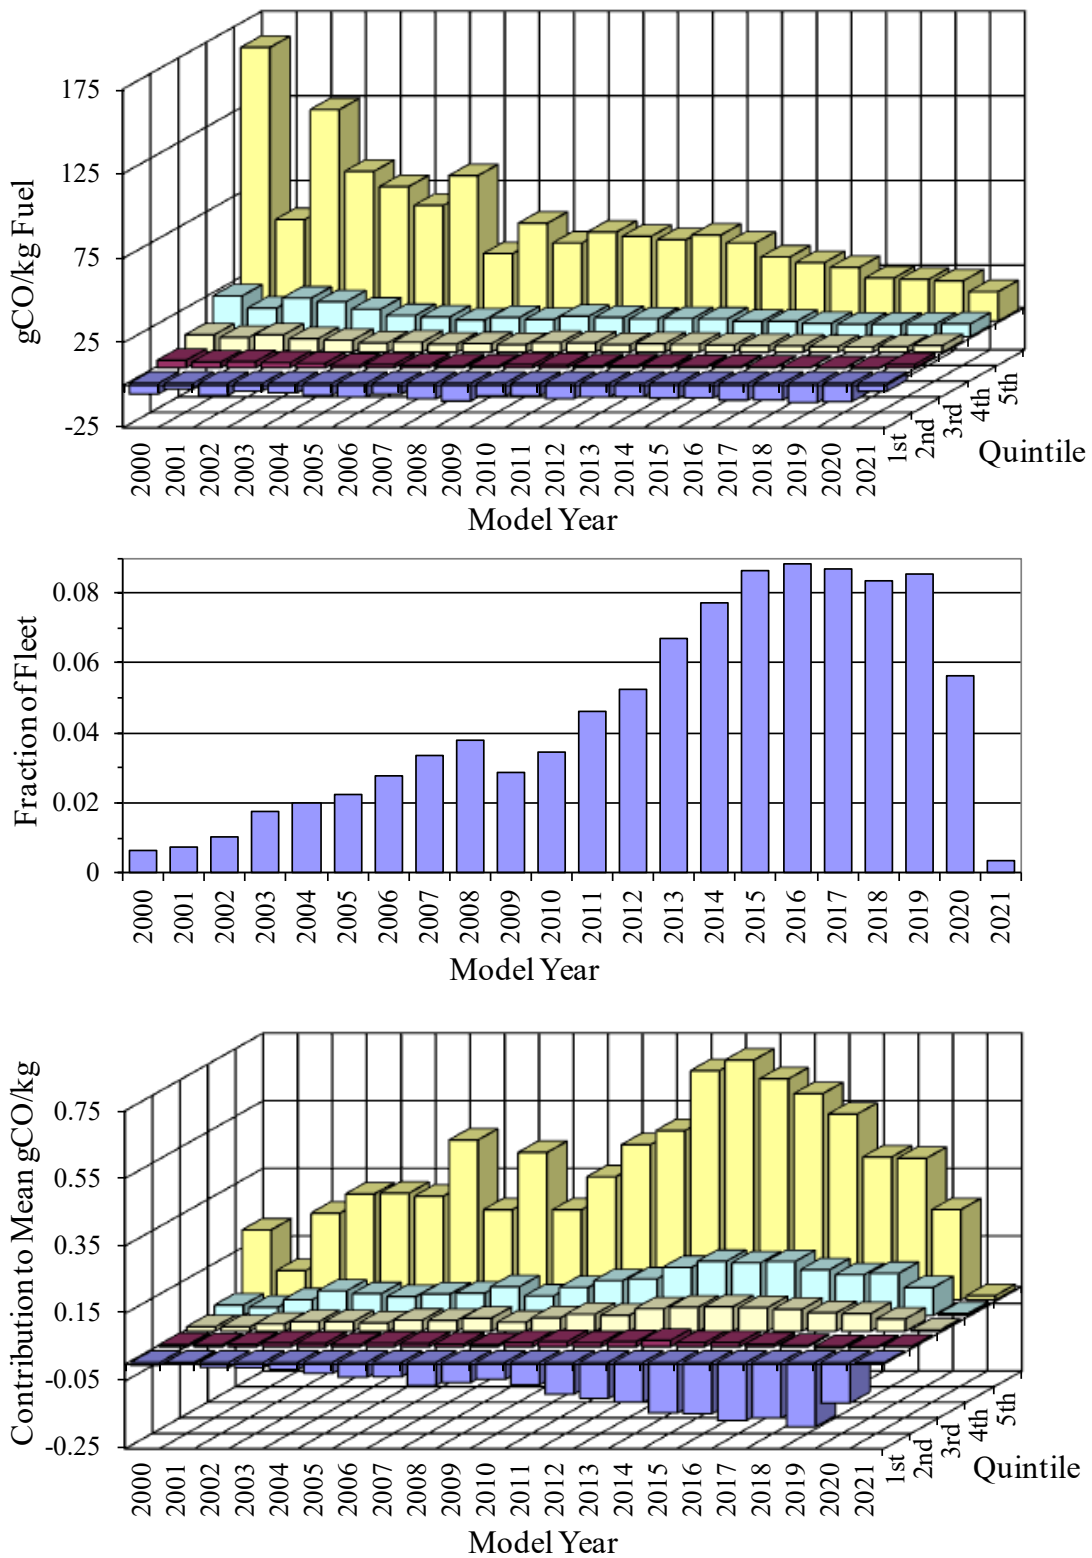 175
125
75
25
-25
gCO/kg Fuel
2000 2001 2002 2003 2004 2005 2006 2007 2008 2009 2010 2011 2012 2013 2014 2015 2016 2017 2018 2019 2020 2021
1st 2nd 3rd 4th 5th
Quintile
Model Year
0.08
0.06
0.04
0.02
0
Fraction of Fleet
2000 2001 2002 2003 2004 2005 2006 2007 2008 2009 2010 2011 2012 2013 2014 2015 2016 2017 2018 2019 2020 2021
Model Year
0.75
0.55
0.35
0.15
-0.05
-0.25
Contribution to Mean gCO/kg
2000 2001 2002 2003 2004 2005 2006 2007 2008 2009 2010 2011 2012 2013 2014 2015 2016 2017 2018 2019 2020 2021
1st 2nd 3rd 4th 5th
Quintile
Model Year